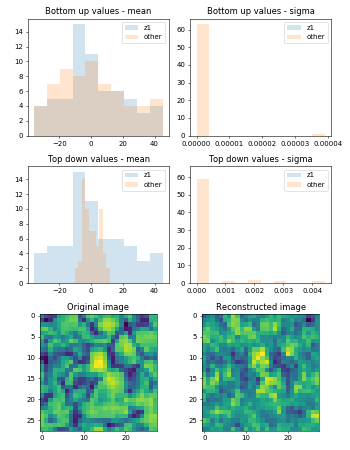 Bottom up values - mean
Bottom up values - sigma
z1
other
z1
other
14
12
10
8
6
4
2
0
60
50
40
30
20
10
0
−20 0 20 40
0.00000 0.00001 0.00002 0.00003 0.00004
Top down values - mean
Top down values - sigma
z1
other
z1
other
14
12
10
8
6
4
2
0
60
50
40
30
20
10
0
−20 0 20 40
0.000 0.001 0.002 0.003 0.004
Original image
Reconstructed image
0
5
10
15
20
25
0
5
10
15
20
25
0 10 20
0 10 20